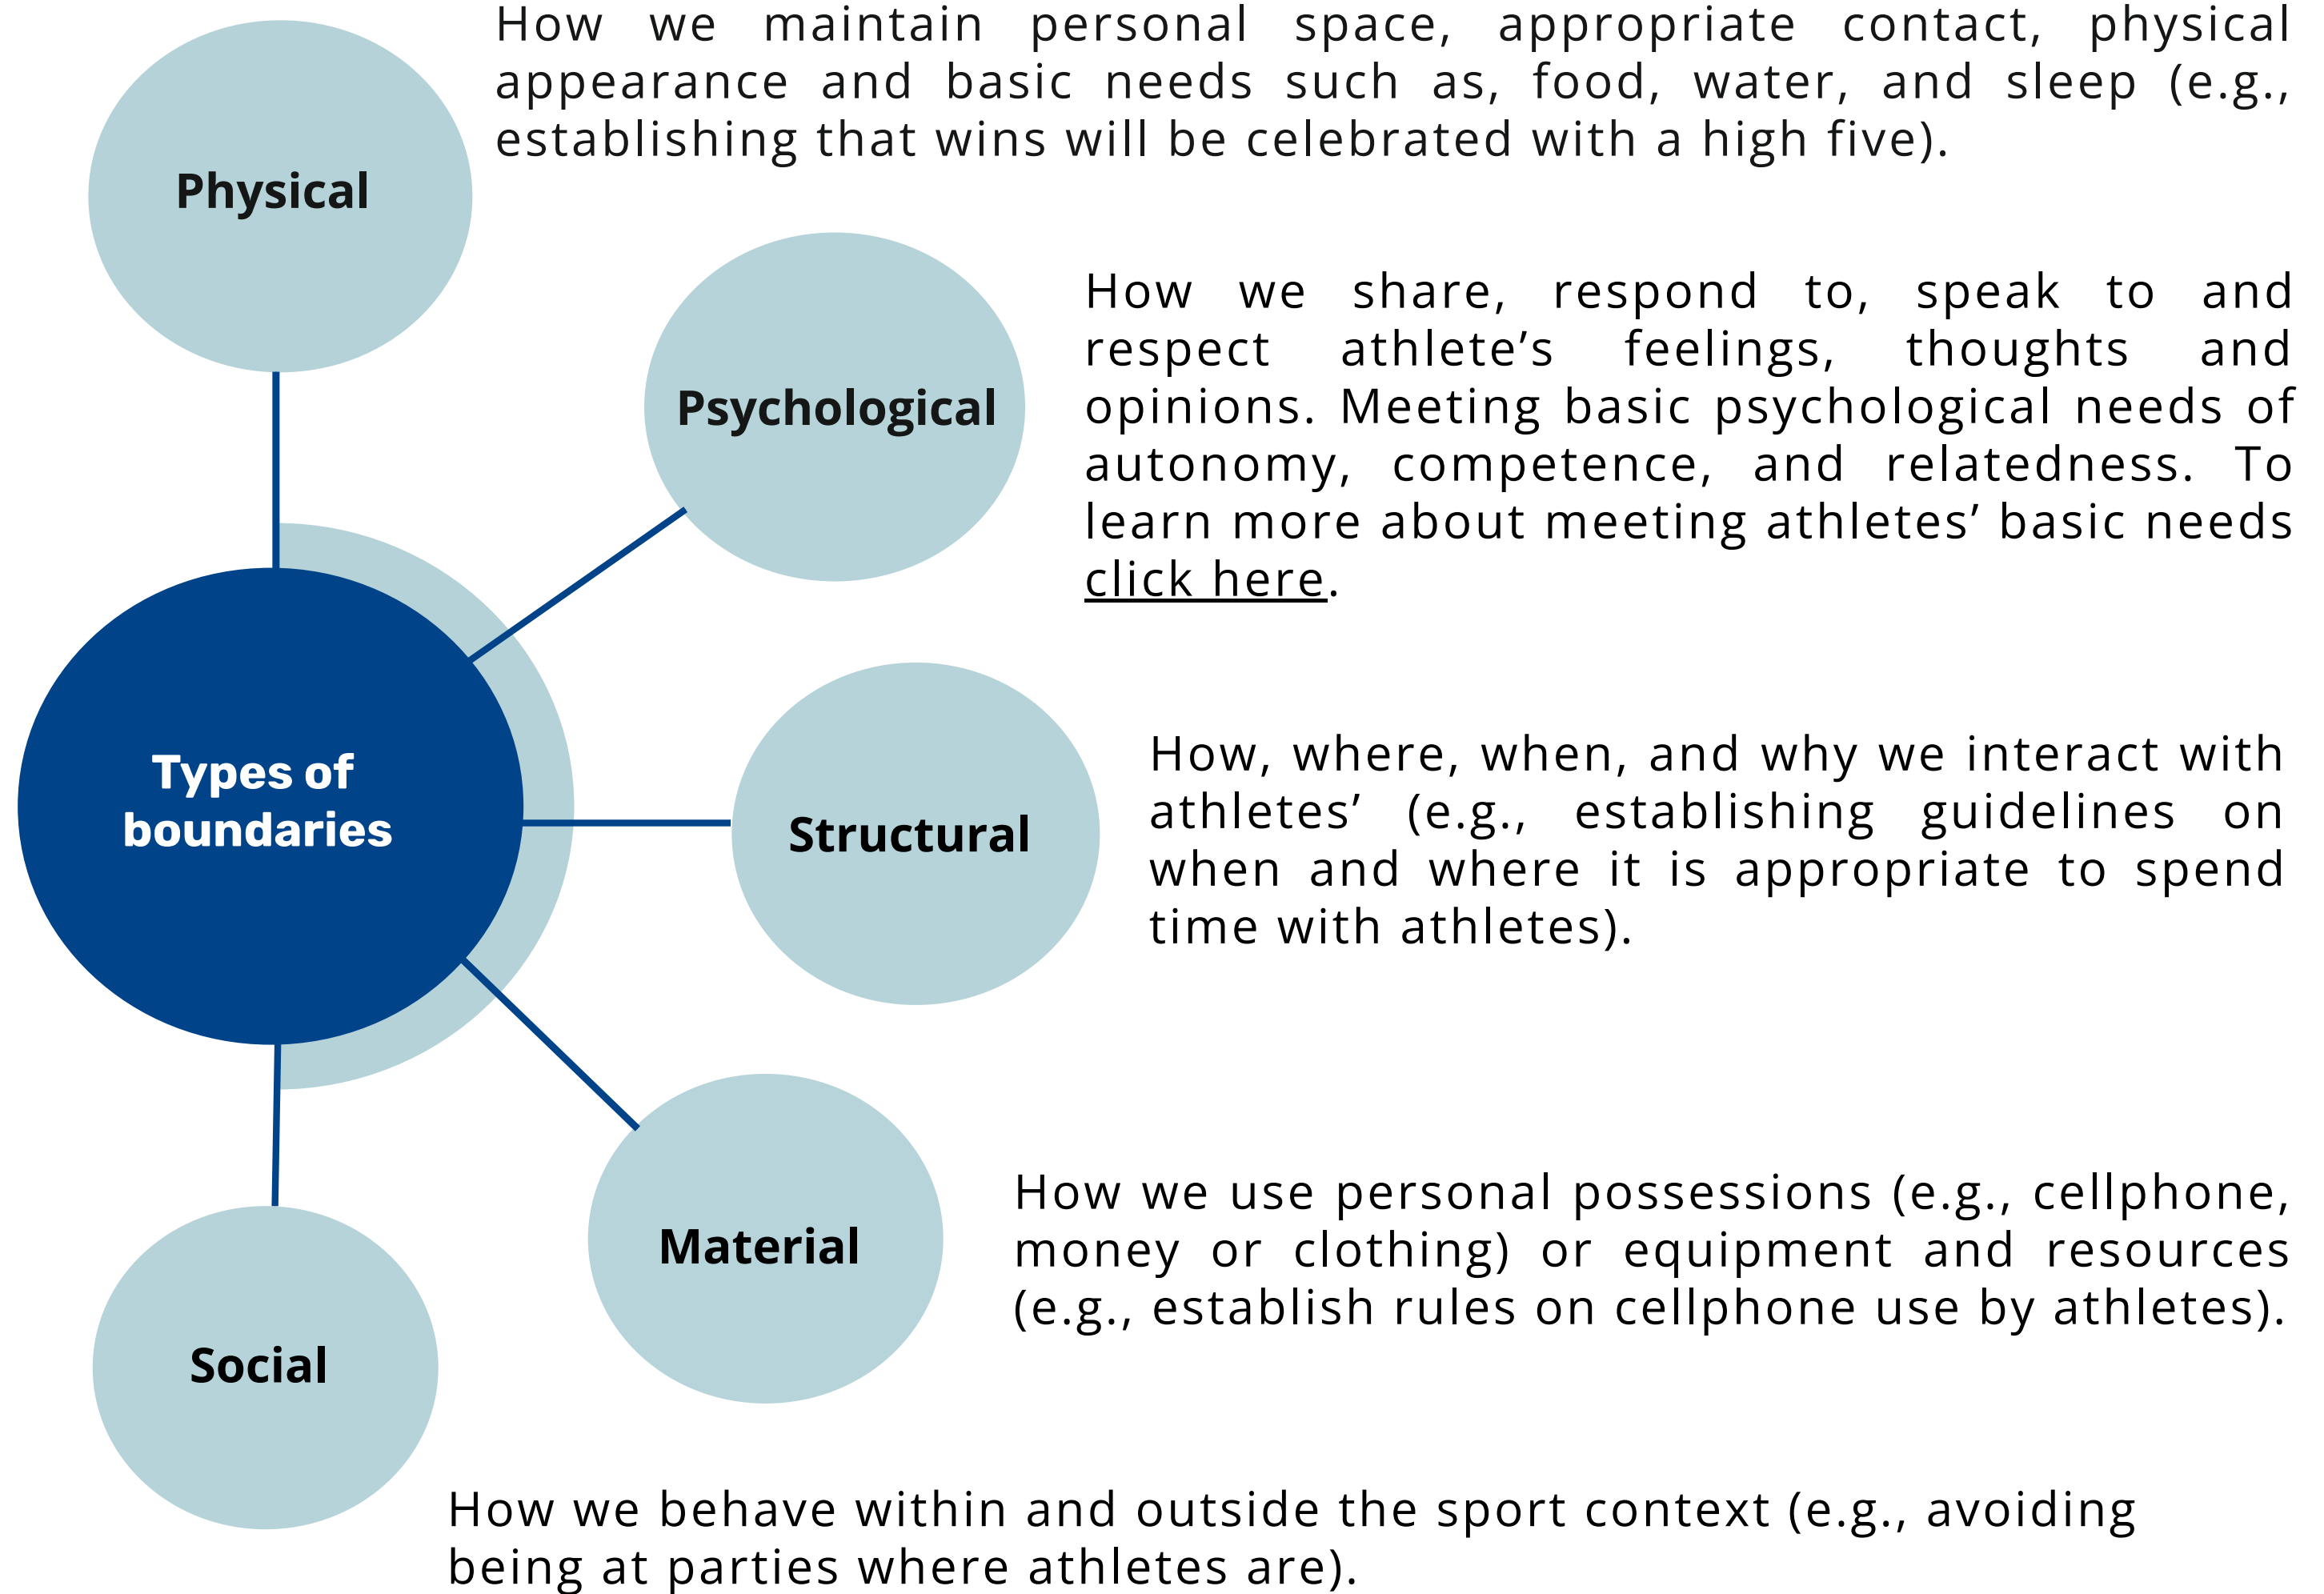 How we maintain personal space, appropriate contact, physical
appearance and basic needs such as, food, water, and sleep (e.g.,
establishing that wins will be celebrated with a high five).
Physical
How we share, respond to, speak to and
respect athlete’s feelings, thoughts and
opinions. Meeting basic psychological needs of
autonomy, competence, and relatedness. To
learn more about meeting athletes’ basic needs
click here.
Psychological
Types of
boundaries
How, where, when, and why we interact with
athletes’ (e.g., establishing guidelines on
when and where it is appropriate to spend
time with athletes).
Structural
How we use personal possessions (e.g., cellphone,
money or clothing) or equipment and resources
(e.g., establish rules on cellphone use by athletes).
Material
Social
How we behave within and outside the sport context (e.g., avoiding
being at parties where athletes are).